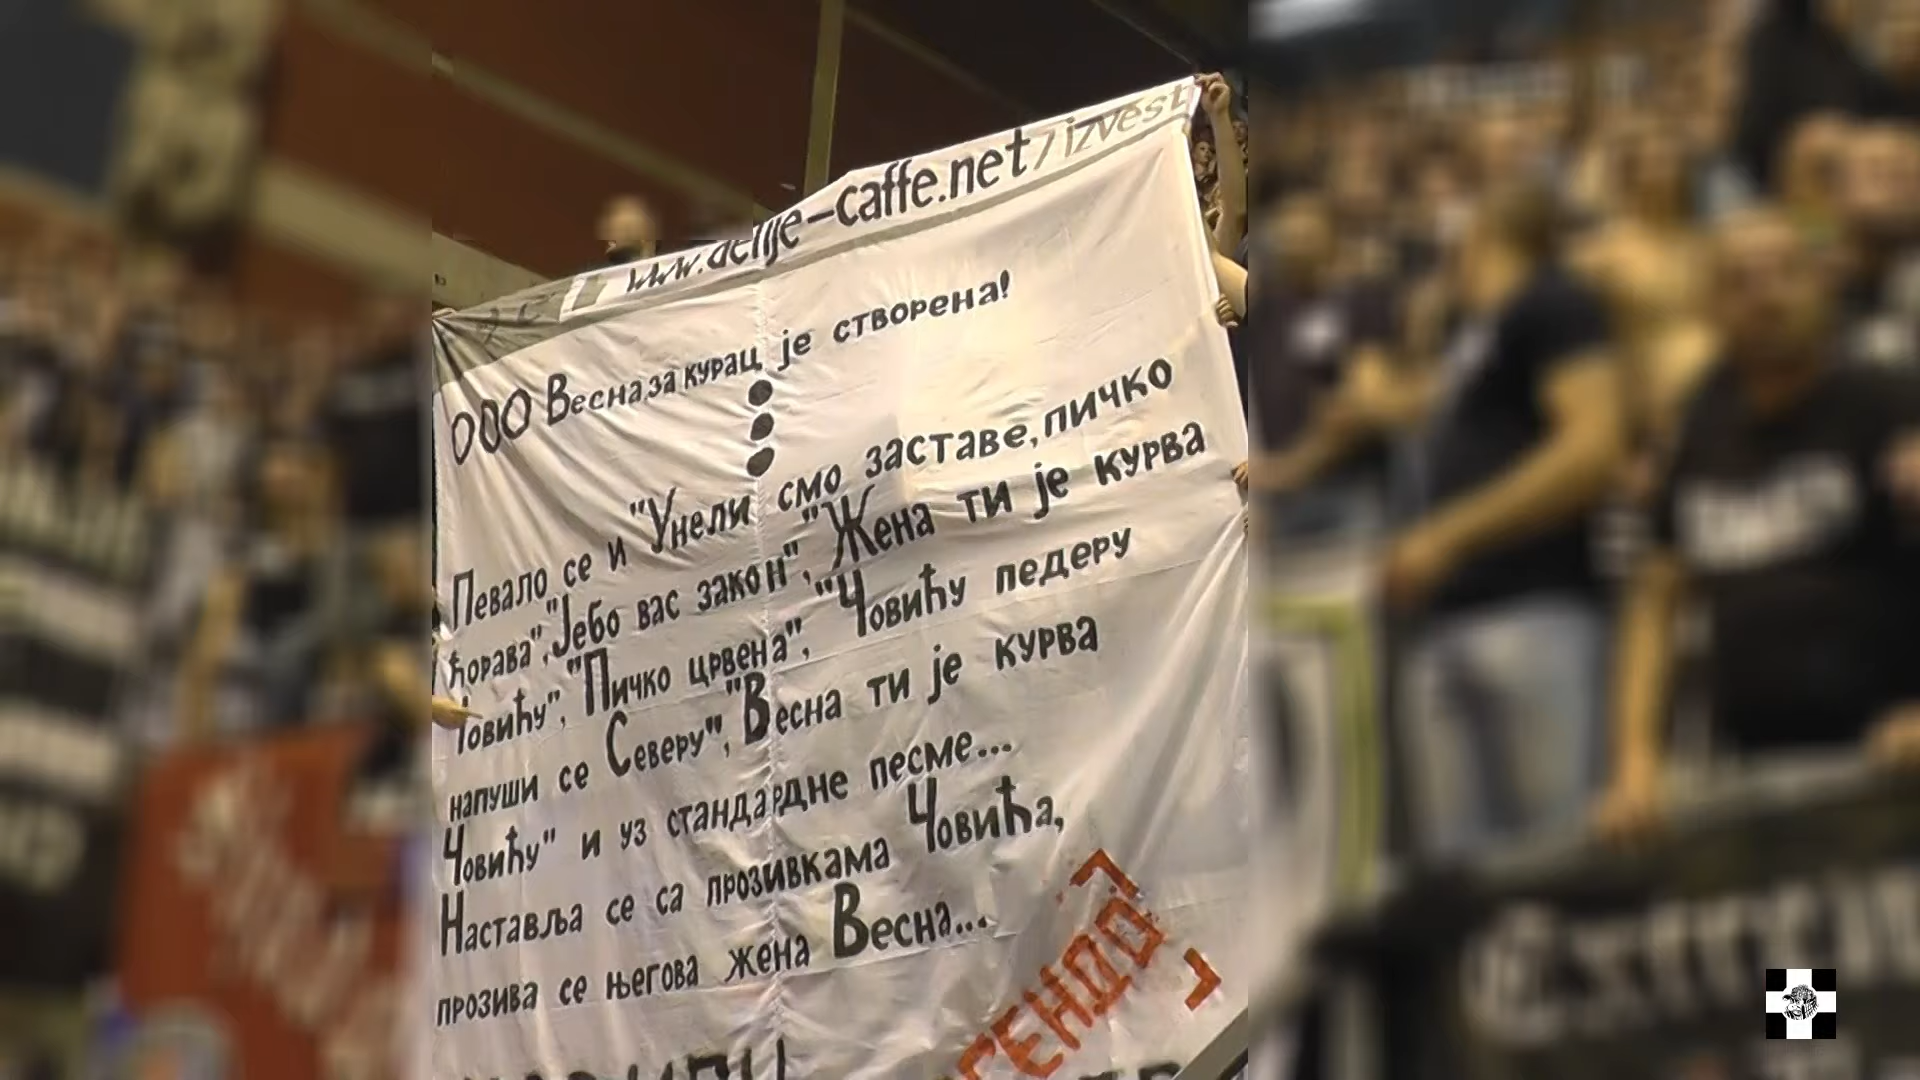 www.delije-caffe.net/izvest
ООО Весна, за курац је створена!
Певало се и "Унели смо заставе, пичко
ћорава", "Јебо вас закон", "Жена ти је курва
Човићу", "Пичко црвена", "Човићу педеру
напуши се Северу", "Весна ти је курва
Човићу" и уз стандардне песме...
Наставља се са прозивкама Човића,
прозива се његова жена Весна...